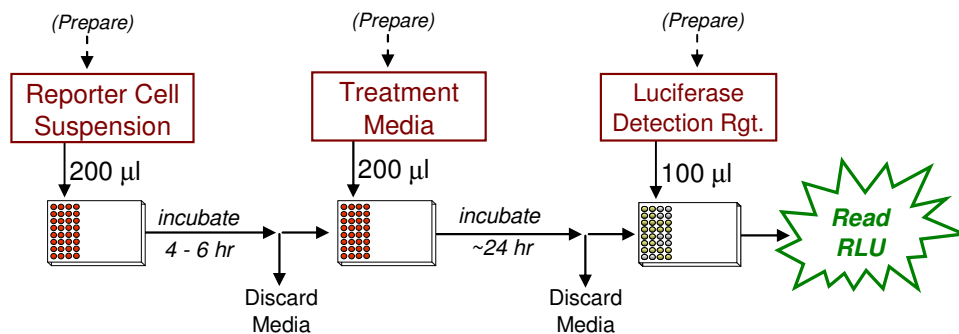 (Prepare)
(Prepare)
(Prepare)
Reporter Cell
Suspension
Treatment
Media
Luciferase
Detection Rgt.
200 µl
200 µl
100 µl
incubate
4 - 6 hr
incubate
~24 hr
Read
RLU
Discard
Media
Discard
Media